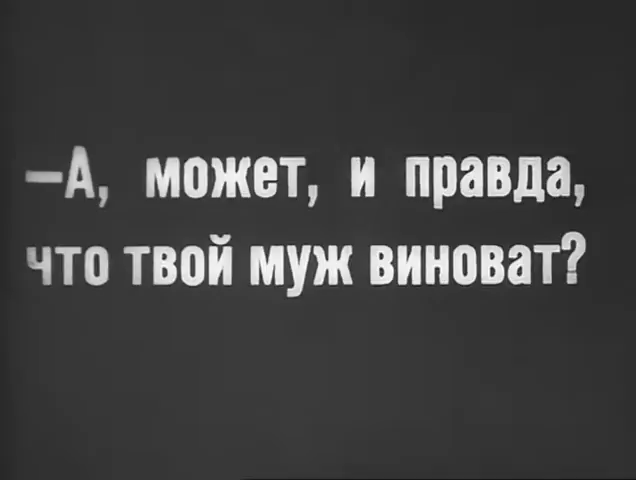 —А, может, и правда,
что твой муж виноват?